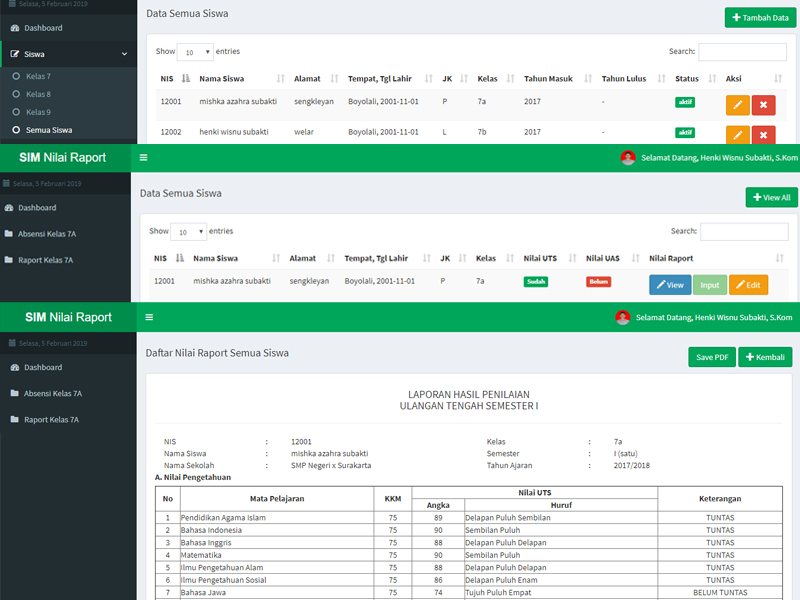 Selasa, 5 Februari 2019
Data Semua Siswa
Tambah Data
Dashboard
Siswa
Kelas 7
Kelas 8
Kelas 9
Semua Siswa
Show 10 entries
Search:
NIS Nama Siswa Alamat Tempat, Tgl Lahir JK Kelas Tahun Masuk Tahun Lulus Status Aksi
12001 mishka azahra subakti sengkleyan Boyolali, 2001-11-01 P 7a 2017 - aktif
12002 henki wisnu subakti welar Boyolali, 2001-11-01 L 7b 2017 - aktif
SIM Nilai Raport
Selamat Datang, Henki Wisnu Subakti, S.Kom
Selasa, 5 Februari 2019
Dashboard
Absensi Kelas 7A
Raport Kelas 7A
Data Semua Siswa
View All
Show 10 entries
Search:
NIS Nama Siswa Alamat Tempat, Tgl Lahir JK Kelas Nilai UTS Nilai UAS Nilai Raport
12001 mishka azahra subakti sengkleyan Boyolali, 2001-11-01 P 7a Sudah Belum View Input Edit
SIM Nilai Raport
Selamat Datang, Henki Wisnu Subakti, S.Kom
Selasa, 5 Februari 2019
Dashboard
Absensi Kelas 7A
Raport Kelas 7A
Daftar Nilai Raport Semua Siswa
Save PDF
Kembali
LAPORAN HASIL PENILAIAN
ULANGAN TENGAH SEMESTER I
NIS : 12001 Kelas : 7a
Nama Siswa : mishka azahra subakti Semester : I (satu)
Nama Sekolah : SMP Negeri x Surakarta Tahun Ajaran : 2017/2018
A. Nilai Pengetahuan
No Mata Pelajaran KKM Nilai UTS Keterangan
Angka Huruf
1 Pendidikan Agama Islam 75 89 Delapan Puluh Sembilan TUNTAS
2 Bahasa Indonesia 75 90 Sembilan Puluh TUNTAS
3 Bahasa Inggris 75 88 Delapan Puluh Delapan TUNTAS
4 Matematika 75 90 Sembilan Puluh TUNTAS
5 Ilmu Pengetahuan Alam 75 88 Delapan Puluh Delapan TUNTAS
6 Ilmu Pengetahuan Sosial 75 86 Delapan Puluh Enam TUNTAS
7 Bahasa Jawa 75 74 Tujuh Puluh Empat BELUM TUNTAS